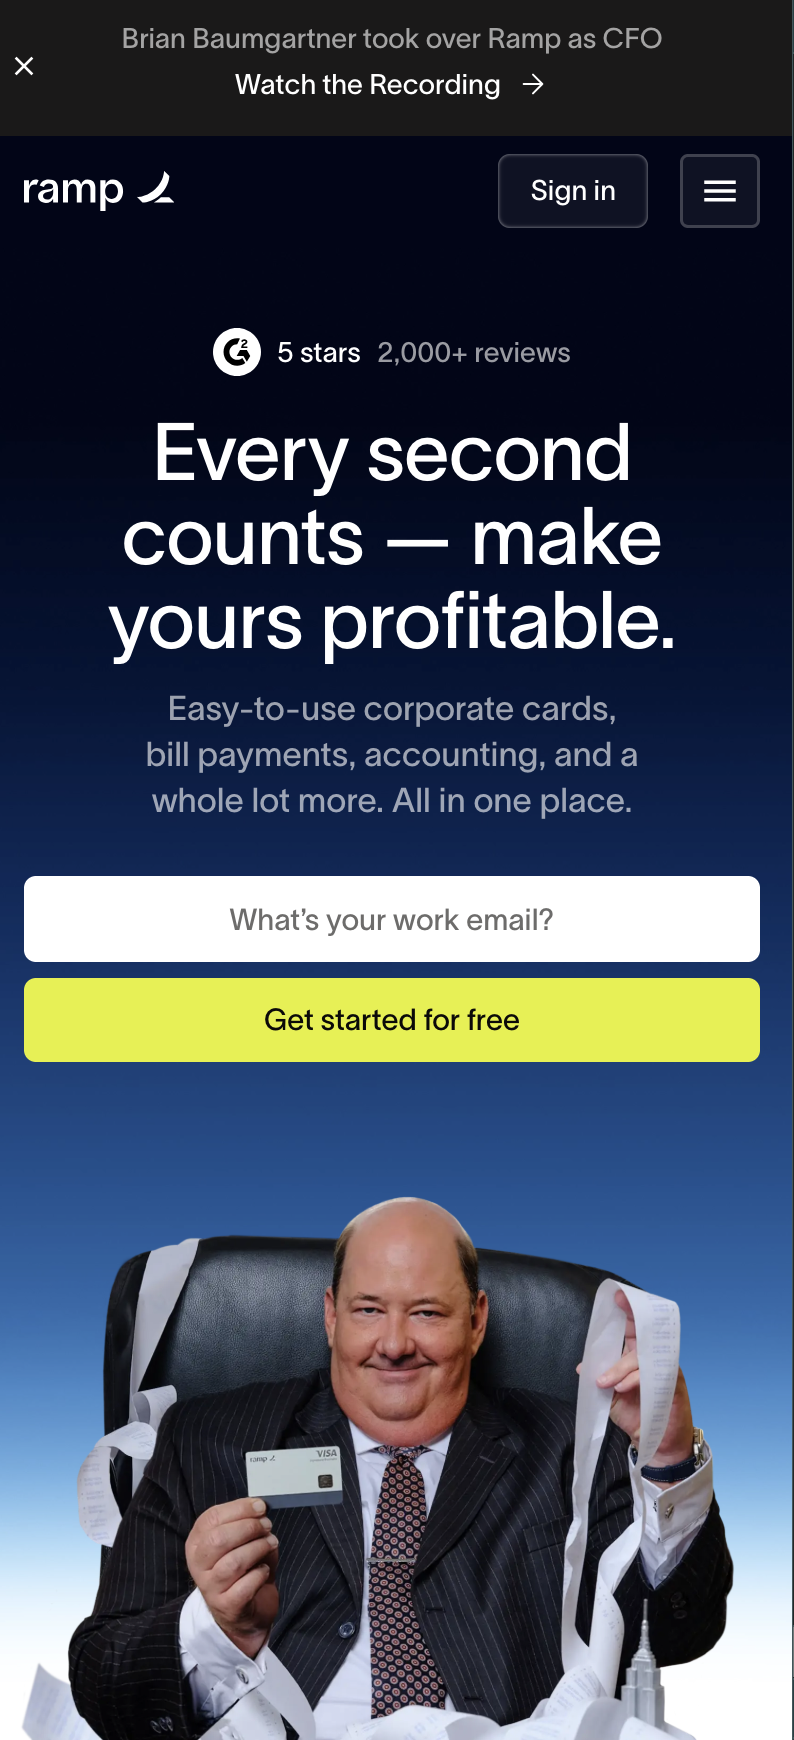 Brian Baumgartner took over Ramp as CFO
Watch the Recording →
ramp
Sign in
G2
5 stars 2,000+ reviews
Every second
counts — make
yours profitable.
Easy-to-use corporate cards,
bill payments, accounting, and a
whole lot more. All in one place.
What’s your work email?
Get started for free
ramp
VISA